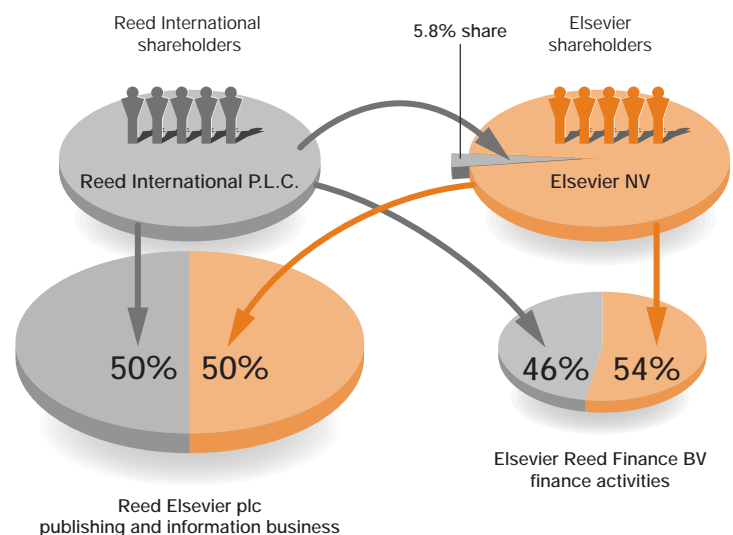 Reed International
shareholders
5.8% share
Elsevier
shareholders
Reed International P.L.C.
Elsevier NV
50%
50%
46%
54%
Reed Elsevier plc
publishing and information business
Elsevier Reed Finance BV
finance activities